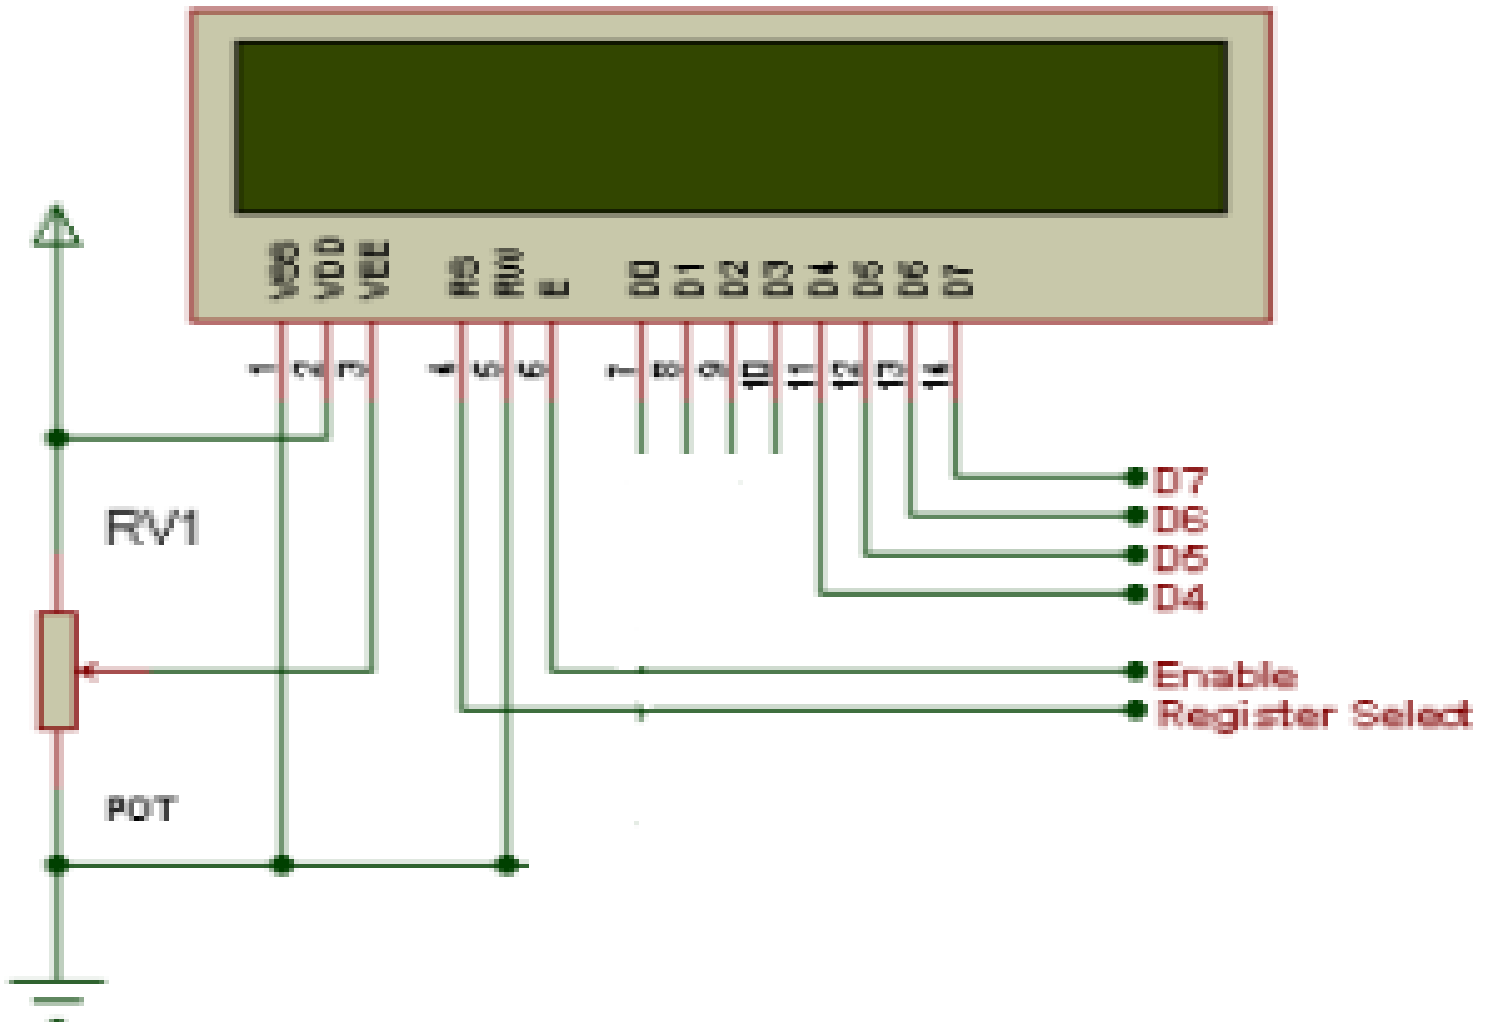 VSS VDD VEE RS RW E D0 D1 D2 D3 D4 D5 D6 D7
1 2 3 4 5 6 7 8 9 10 11 12 13 14
D7
RV1
D6
D5
D4
Enable
Register Select
POT